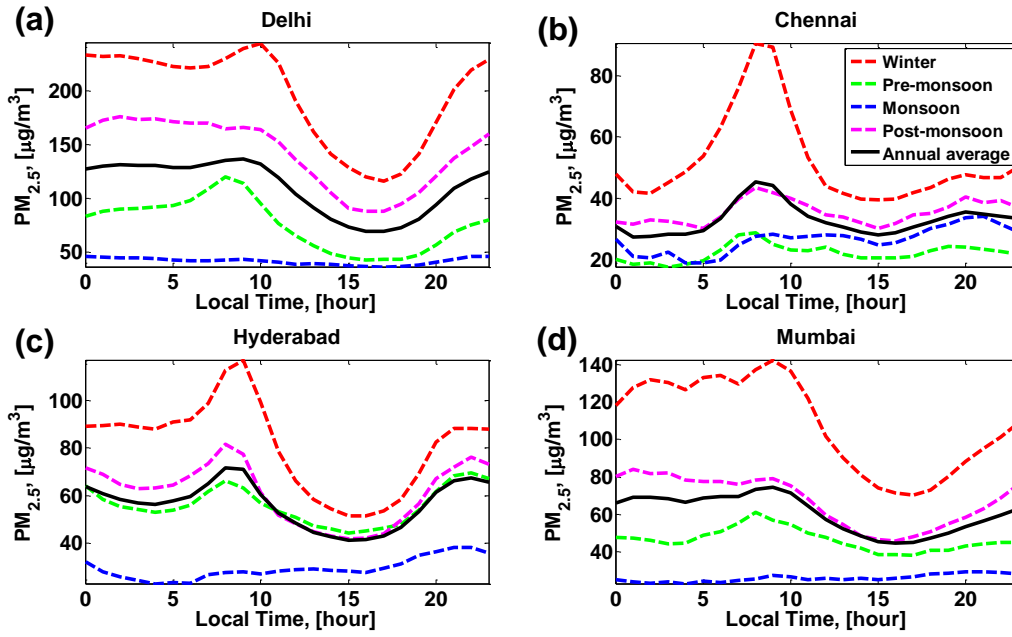 (a)
Delhi
PM2.5, [μg/m3]
200
150
100
50
0 5 10 15 20
Local Time, [hour]
(b)
Chennai
PM2.5, [μg/m3]
80
60
40
20
0 5 10 15 20
Local Time, [hour]
Winter
Pre-monsoon
Monsoon
Post-monsoon
Annual average
(c)
Hyderabad
PM2.5, [μg/m3]
100
80
60
40
0 5 10 15 20
Local Time, [hour]
(d)
Mumbai
PM2.5, [μg/m3]
140
120
100
80
60
40
0 5 10 15 20
Local Time, [hour]